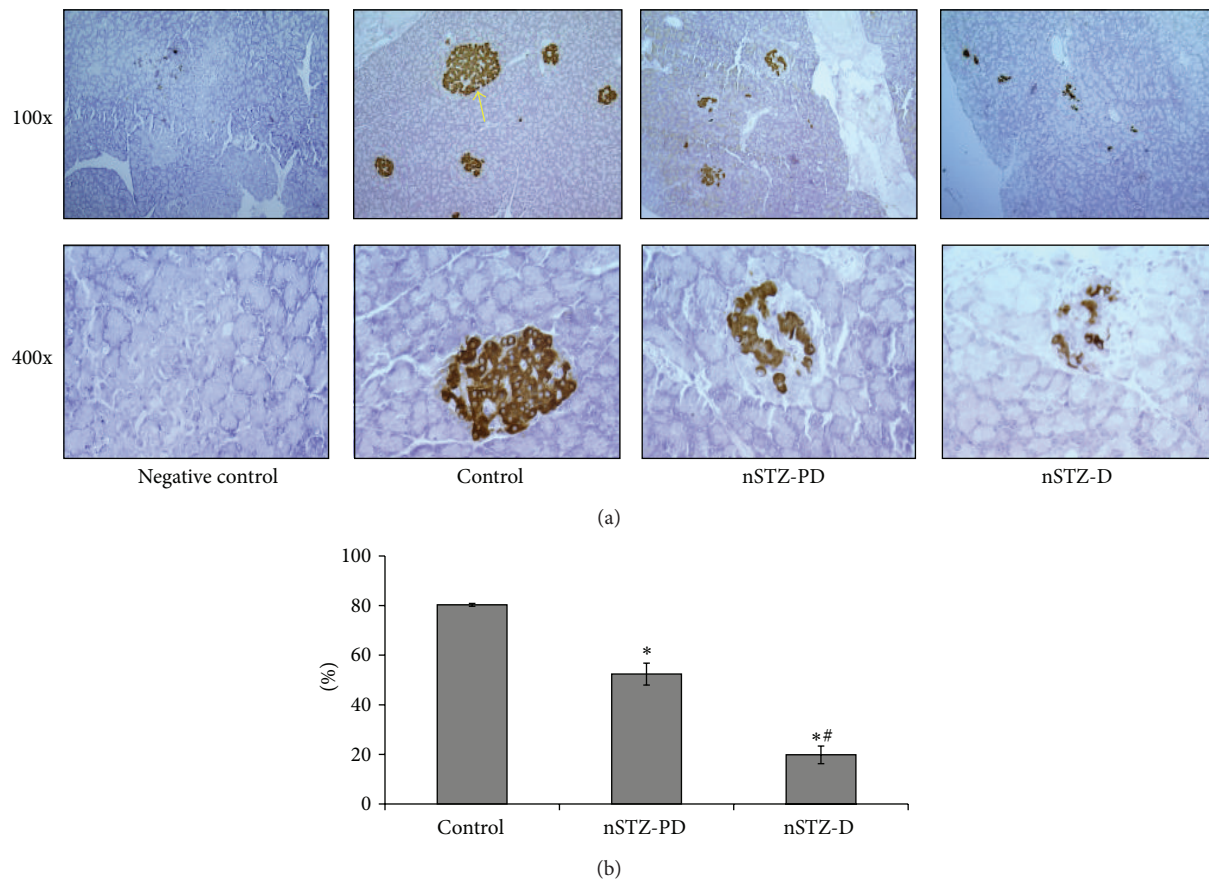 100x
400x
Negative control
Control
nSTZ-PD
nSTZ-D
(a)
100
80
60
40
20
0
(%)
*
*#
Control
nSTZ-PD
nSTZ-D
(b)